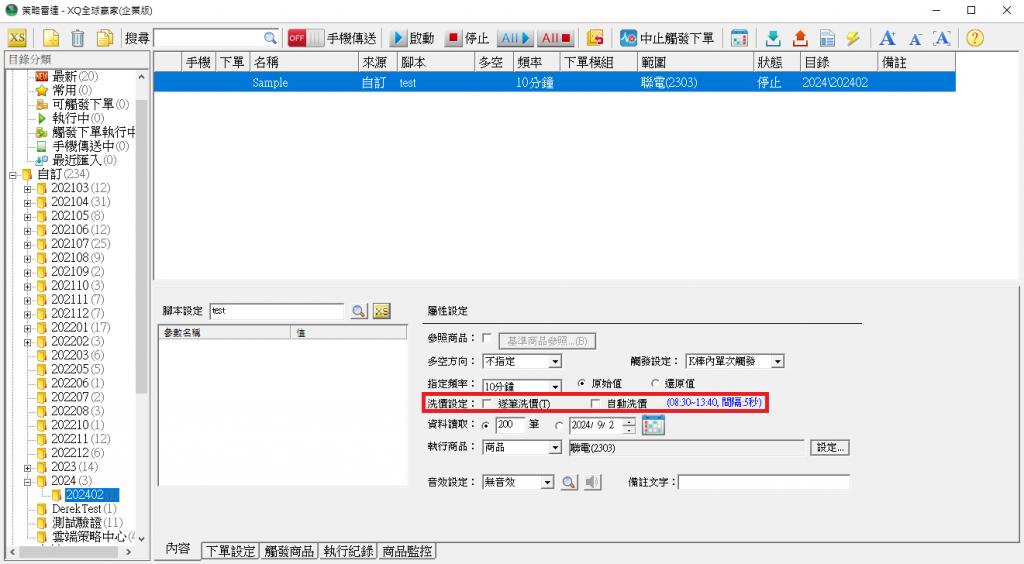 策略雷達 - XQ全球贏家(企業版)
XS 搜尋 OFF 手機傳送 啟動 停止 All All 中止觸發下單 A A A ?
目錄分類
NEW 最新(20)
常用(0)
可觸發下單(0)
執行中(0)
觸發下單執行中
手機傳送中(0)
最近匯入(0)
自訂(234)
202103(12)
202104(31)
202105(8)
202106(12)
202107(25)
202108(9)
202109(2)
202110(3)
202111(7)
202112(7)
202201(17)
202202(3)
202203(6)
202205(5)
202206(1)
202207(2)
202208(3)
202210(1)
202211(12)
202212(6)
2023(14)
2024(3)
202402
DerekTest(1)
測試驗證(11)
雲端策略中心(4
手機 下單 名稱 來源 腳本 多空 頻率 下單模組 範圍 狀態 目錄 備註
Sample 自訂 test 10分鐘 聯電(2303) 停止 2024\202402
腳本設定 test XS
參數名稱 值
屬性設定
參照商品： 基準商品參照...(B)
多空方向： 不指定 觸發設定： K棒內單次觸發
指定頻率： 10分鐘 原始值 還原值
洗價設定： 逐筆洗價(T) 自動洗價 (08:30~13:40, 間隔:5秒)
資料讀取： 200 筆 2024/ 9/ 2
執行商品： 商品 聯電(2303) 設定...
音效設定： 無音效 備註文字：
內容 下單設定 觸發商品 執行紀錄 商品監控